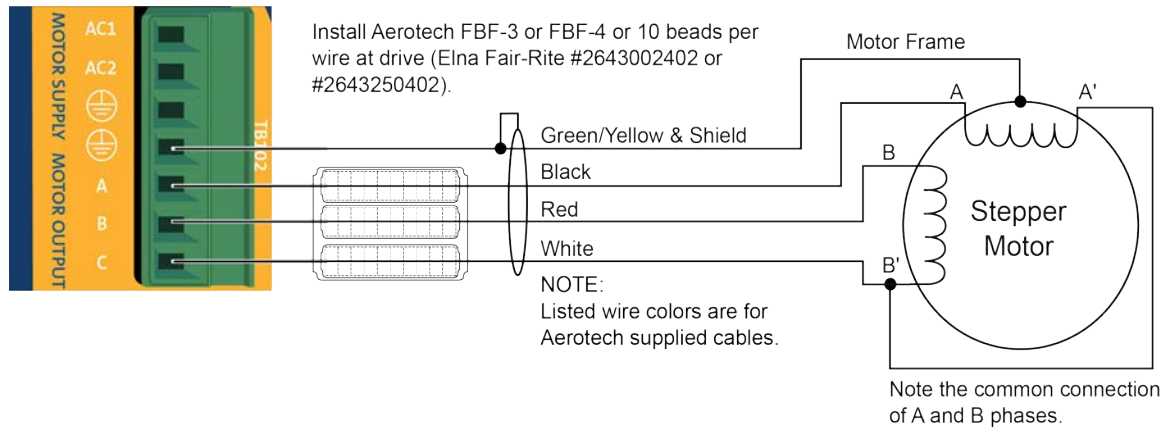 AC1
AC2
A
B
C
MOTOR SUPPLY
MOTOR OUTPUT
TB102
Install Aerotech FBF-3 or FBF-4 or 10 beads per
wire at drive (Elna Fair-Rite #2643002402 or
#2643250402).
Green/Yellow & Shield
Black
Red
White
NOTE:
Listed wire colors are for
Aerotech supplied cables.
Motor Frame
A
A'
B
B'
Stepper
Motor
Note the common connection
of A and B phases.